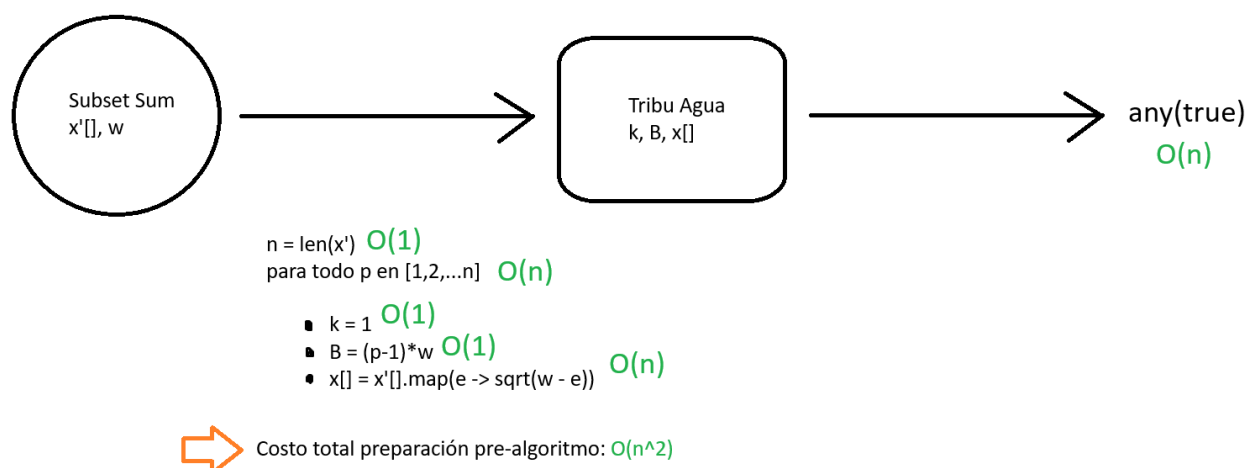 Subset Sum
x'[], w
Tribu Agua
k, B, x[]
any(true)
O(n)
n = len(x') O(1)
para todo p en [1,2,...n] O(n)
k = 1 O(1)
B = (p-1)*w O(1)
x[] = x'[].map(e -> sqrt(w - e)) O(n)
Costo total preparación pre-algoritmo: O(n^2)